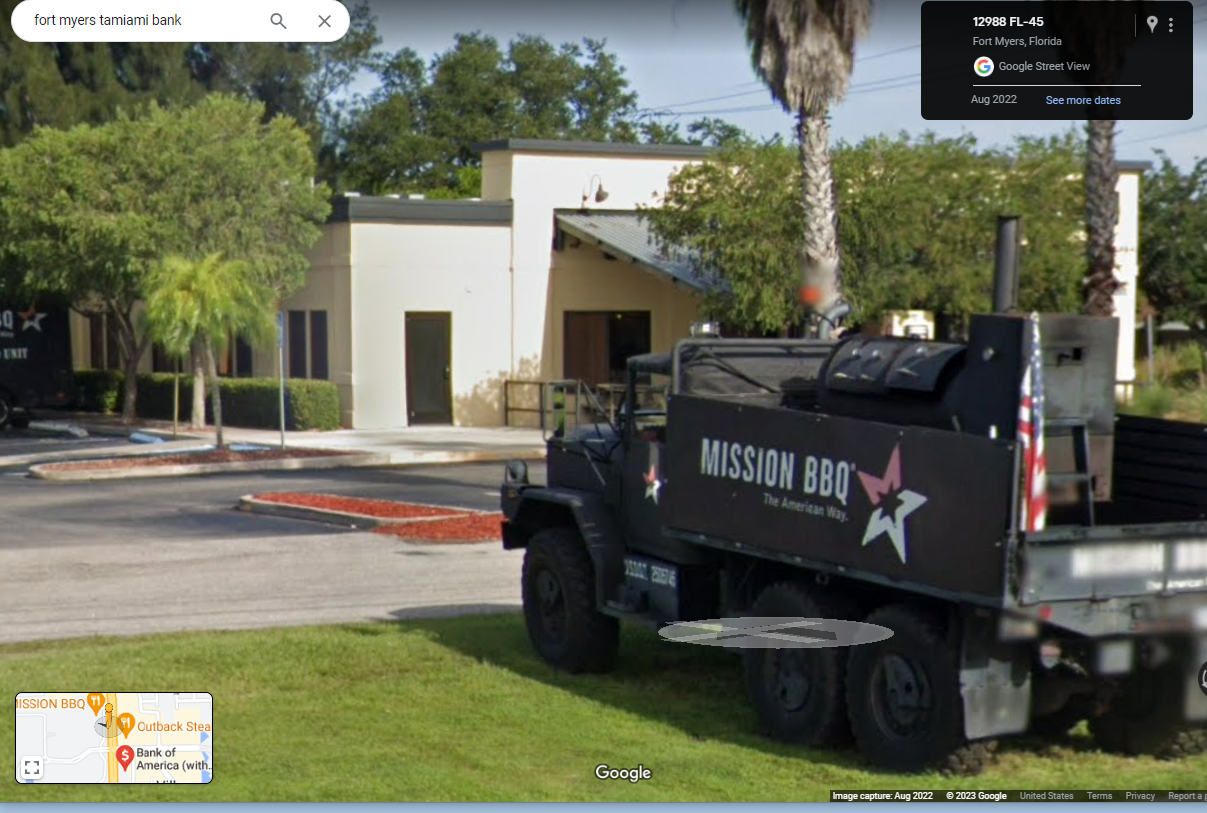 fort myers tamiami bank
12988 FL-45
Fort Myers, Florida
Google Street View
Aug 2022
See more dates
UNIT
MISSION BBQ
The American Way.
MISSION BBQ
Outback Stea
Bank of
America (with
Google
Image capture: Aug 2022 © 2023 Google United States Terms Privacy Report a